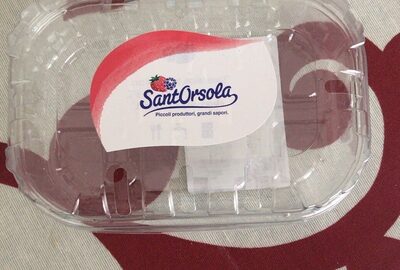 SantOrsola
Piccoli produttori, grandi sapori.